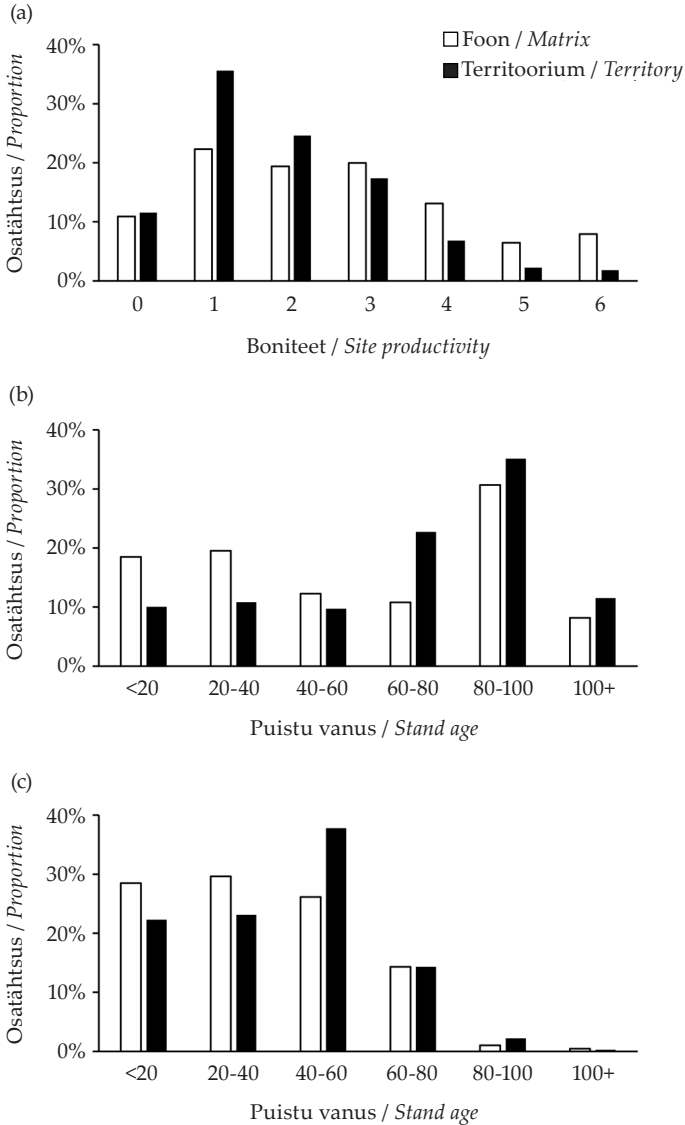 (a)
40%
30%
20%
10%
0%
Osatähtsus / Proportion
Foon / Matrix
Territoorium / Territory
0 1 2 3 4 5 6
Boniteet / Site productivity
(b)
40%
30%
20%
10%
0%
Osatähtsus / Proportion
<20 20-40 40-60 60-80 80-100 100+
Puistu vanus / Stand age
(c)
40%
30%
20%
10%
0%
Osatähtsus / Proportion
<20 20-40 40-60 60-80 80-100 100+
Puistu vanus / Stand age